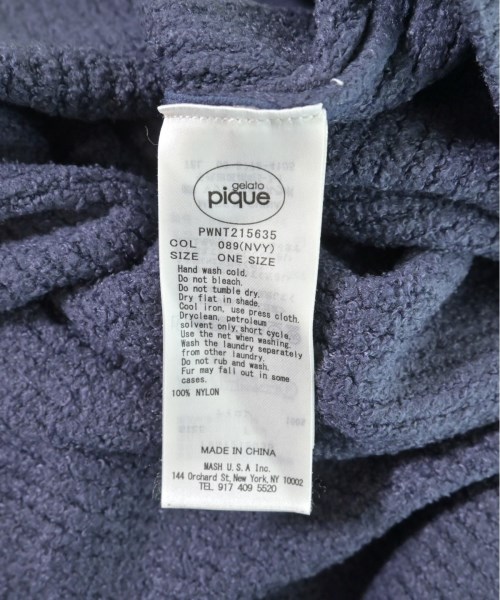 gelato
pique
PWNT215635
COL 089(NVY)
SIZE ONE SIZE
Hand wash cold.
Do not bleach.
Do not tumble dry.
Dry flat in shade.
Cool iron, use press cloth.
Dryclean, petroleum
solvent only, short cycle.
Use the net when washing.
Wash the laundry separately
from other laundry.
Do not rub and wash.
Fur may fall out in some
cases.
100% NYLON
MADE IN CHINA
MASH U.S.A Inc.
144 Orchard St, New York, NY 10002
TEL 917 409 5520